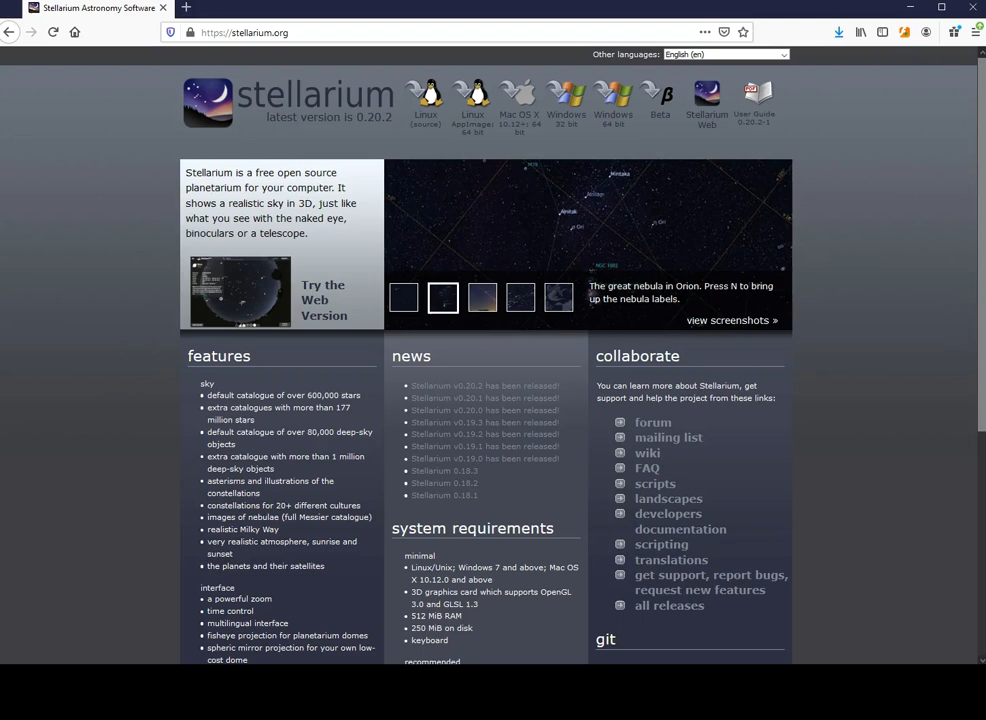 Stellarium Astronomy Software
https://stellarium.org
Other languages: English (en)
stellarium
latest version is 0.20.2
Linux
(source)
Linux
AppImage;
64 bit
Mac OS X
10.12+; 64
bit
Windows
32 bit
Windows
64 bit
β
Beta
Stellarium
Web
PDF
User Guide
0.20.2-1
Stellarium is a free open source
planetarium for your computer. It
shows a realistic sky in 3D, just like
what you see with the naked eye,
binoculars or a telescope.
Try the
Web
Version
Mintaka
Alnilam
Alnitak
σ Ori
The great nebula in Orion. Press N to bring
up the nebula labels.
view screenshots »
features
sky
• default catalogue of over 600,000 stars
• extra catalogues with more than 177
million stars
• default catalogue of over 80,000 deep-sky
objects
• extra catalogue with more than 1 million
deep-sky objects
• asterisms and illustrations of the
constellations
• constellations for 20+ different cultures
• images of nebulae (full Messier catalogue)
• realistic Milky Way
• very realistic atmosphere, sunrise and
sunset
• the planets and their satellites
interface
• a powerful zoom
• time control
• multilingual interface
• fisheye projection for planetarium domes
• spheric mirror projection for your own low-
cost dome
news
• Stellarium v0.20.2 has been released!
• Stellarium v0.20.1 has been released!
• Stellarium v0.20.0 has been released!
• Stellarium v0.19.3 has been released!
• Stellarium v0.19.2 has been released!
• Stellarium v0.19.1 has been released!
• Stellarium v0.19.0 has been released!
• Stellarium 0.18.3
• Stellarium 0.18.2
• Stellarium 0.18.1
system requirements
minimal
• Linux/Unix; Windows 7 and above; Mac OS
X 10.12.0 and above
• 3D graphics card which supports OpenGL
3.0 and GLSL 1.3
• 512 MiB RAM
• 250 MiB on disk
• keyboard
recommended
collaborate
You can learn more about Stellarium, get
support and help the project from these links:
forum
mailing list
wiki
FAQ
scripts
landscapes
developers
documentation
scripting
translations
get support, report bugs,
request new features
all releases
git